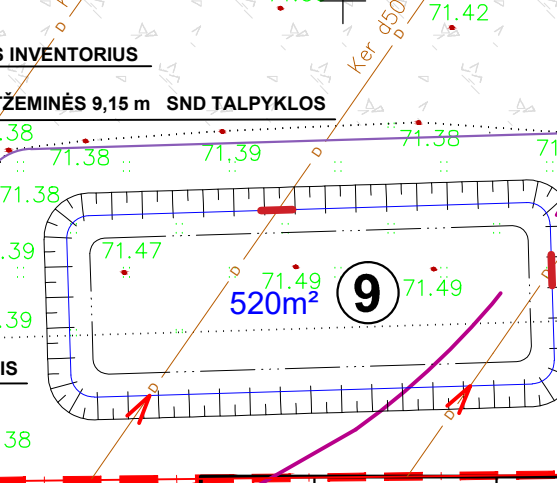 71.42
Ker d50
S INVENTORIUS
TŽEMINĖS 9,15 m SND TALPYKLOS
.38
71.38
71,39
71.38
71
71.38
D
D
D
71.47
.39
71.49
71.49
520m²
9
D
D
.39
IS
D
D
.38
D